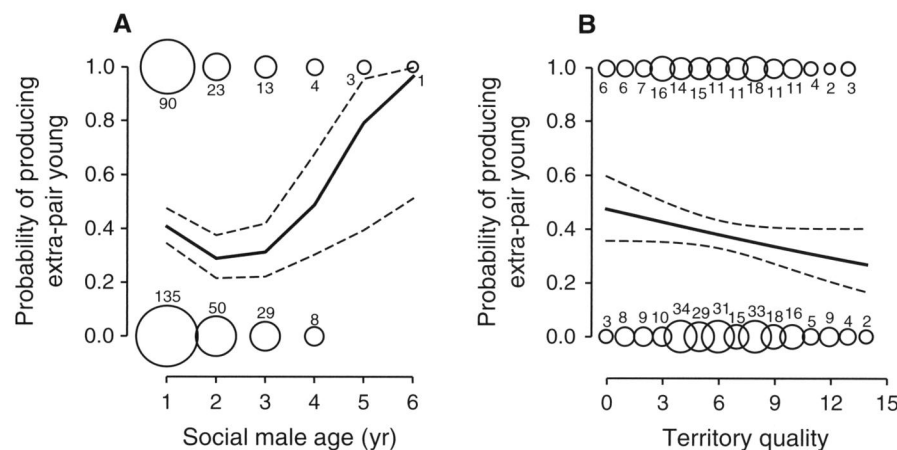 A
Probability of producing
extra-pair young
1.0
0.8
0.6
0.4
0.2
0.0
90
23
13
4
3
1
135
50
29
8
1 2 3 4 5 6
Social male age (yr)
B
Probability of producing
extra-pair young
1.0
0.8
0.6
0.4
0.2
0.0
6 6 7 16 14 15 11 11 18 11 11 4 2 3
3 8 9 10 34 29 31 15 33 18 16 5 9 4 2
0 3 6 9 12 15
Territory quality